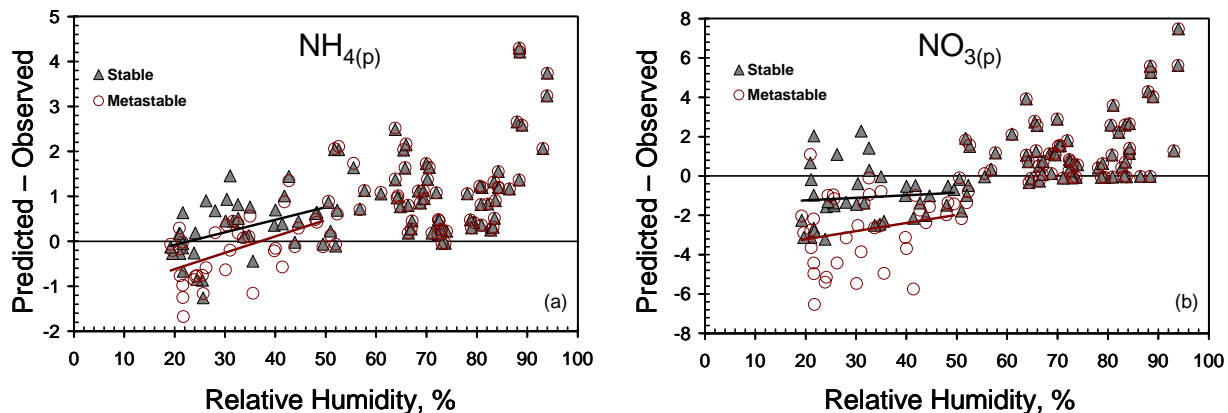 NH4(p)
Stable
Metastable
Predicted – Observed
5
4
3
2
1
0
-1
-2
0 10 20 30 40 50 60 70 80 90 100
(a)
Relative Humidity, %
NO3(p)
Stable
Metastable
Predicted – Observed
8
6
4
2
0
-2
-4
-6
-8
0 10 20 30 40 50 60 70 80 90 100
(b)
Relative Humidity, %